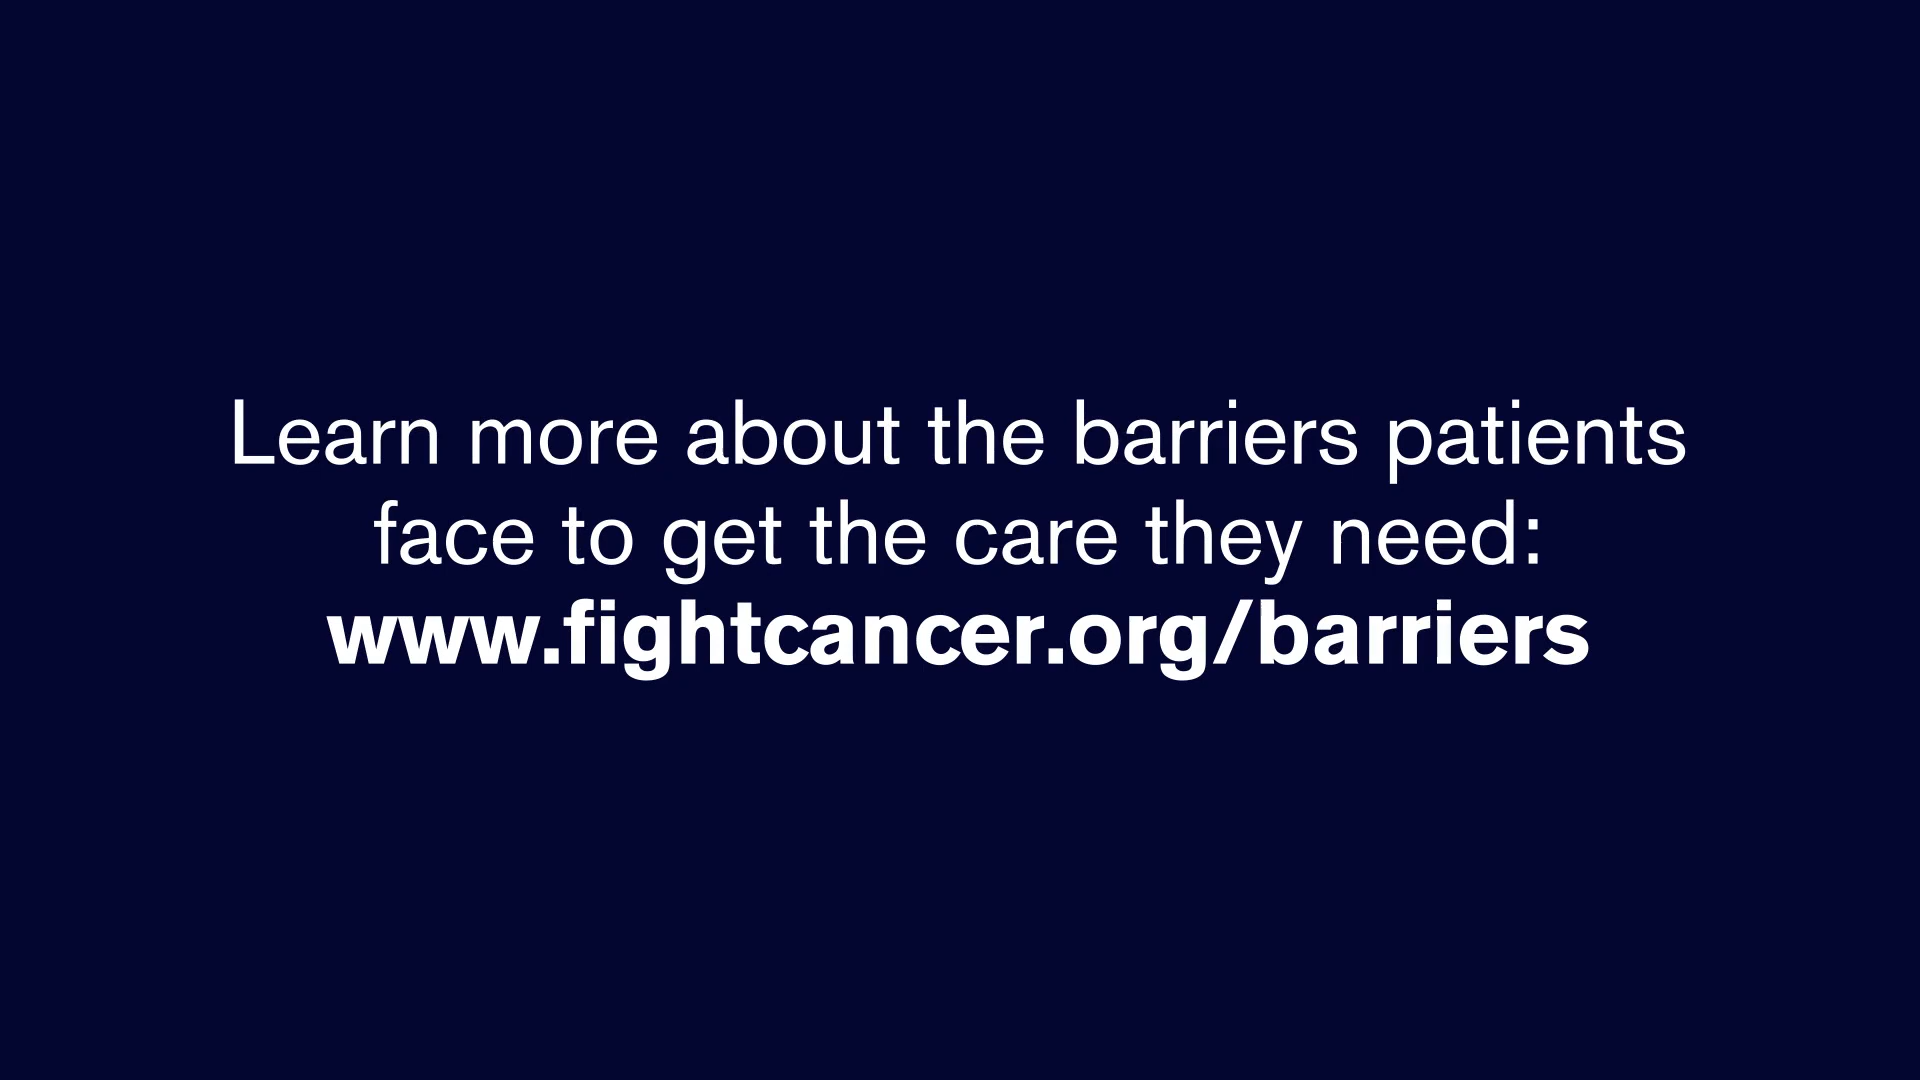 Learn more about the barriers patients
face to get the care they need:
www.fightcancer.org/barriers